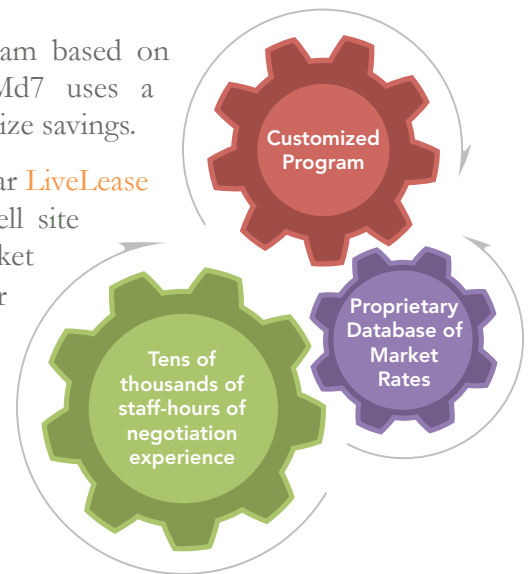 am based on
Md7 uses a
ize savings.
ar LiveLease
ell site
ket
r
Customized
Program
Proprietary
Database of
Market
Rates
Tens of
thousands of
staff-hours of
negotiation
experience